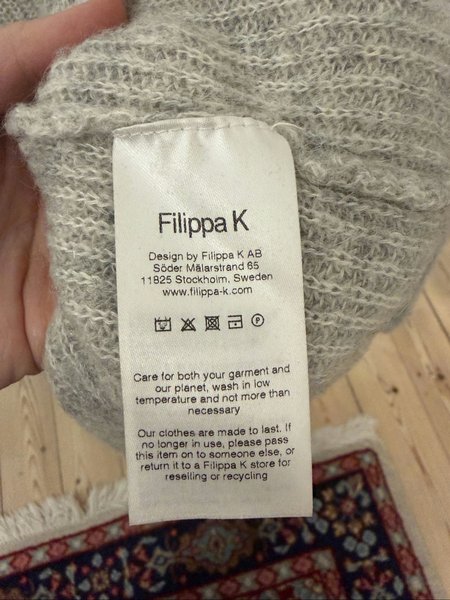 Filippa K
Design by Filippa K AB
Söder Mälarstrand 65
11825 Stockholm, Sweden
www.filippa-k.com
Care for both your garment and
our planet, wash in low
temperature and not more than
necessary
Our clothes are made to last. If
no longer in use, please pass
this item on to someone else, or
return it to a Filippa K store for
reselling or recycling